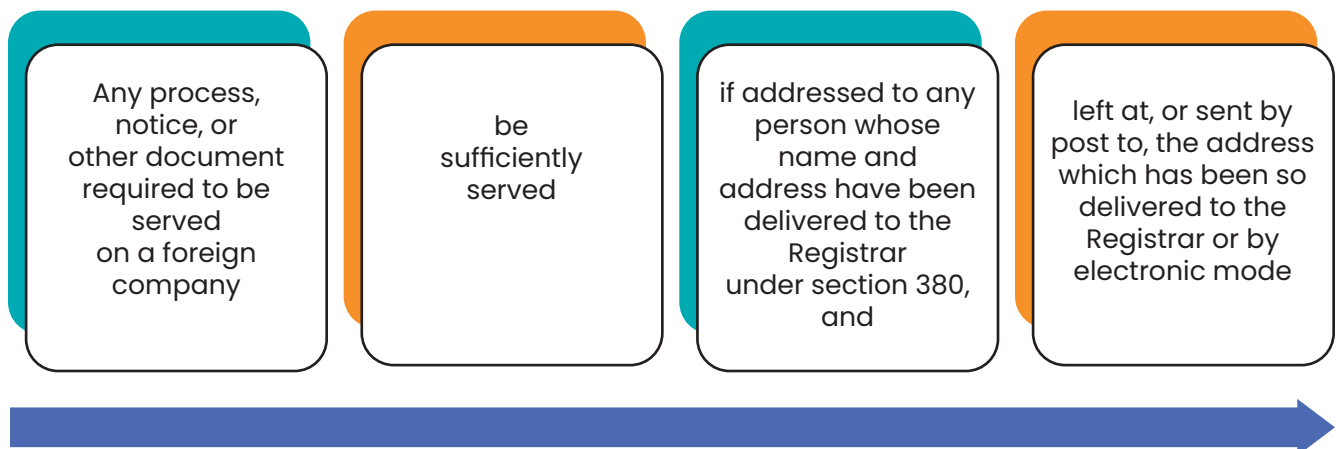 Any process,
notice, or
other document
required to be
served
on a foreign
company
be
sufficiently
served
if addressed to any
person whose
name and
address have been
delivered to the
Registrar
under section 380,
and
left at, or sent by
post to, the address
which has been so
delivered to the
Registrar or by
electronic mode